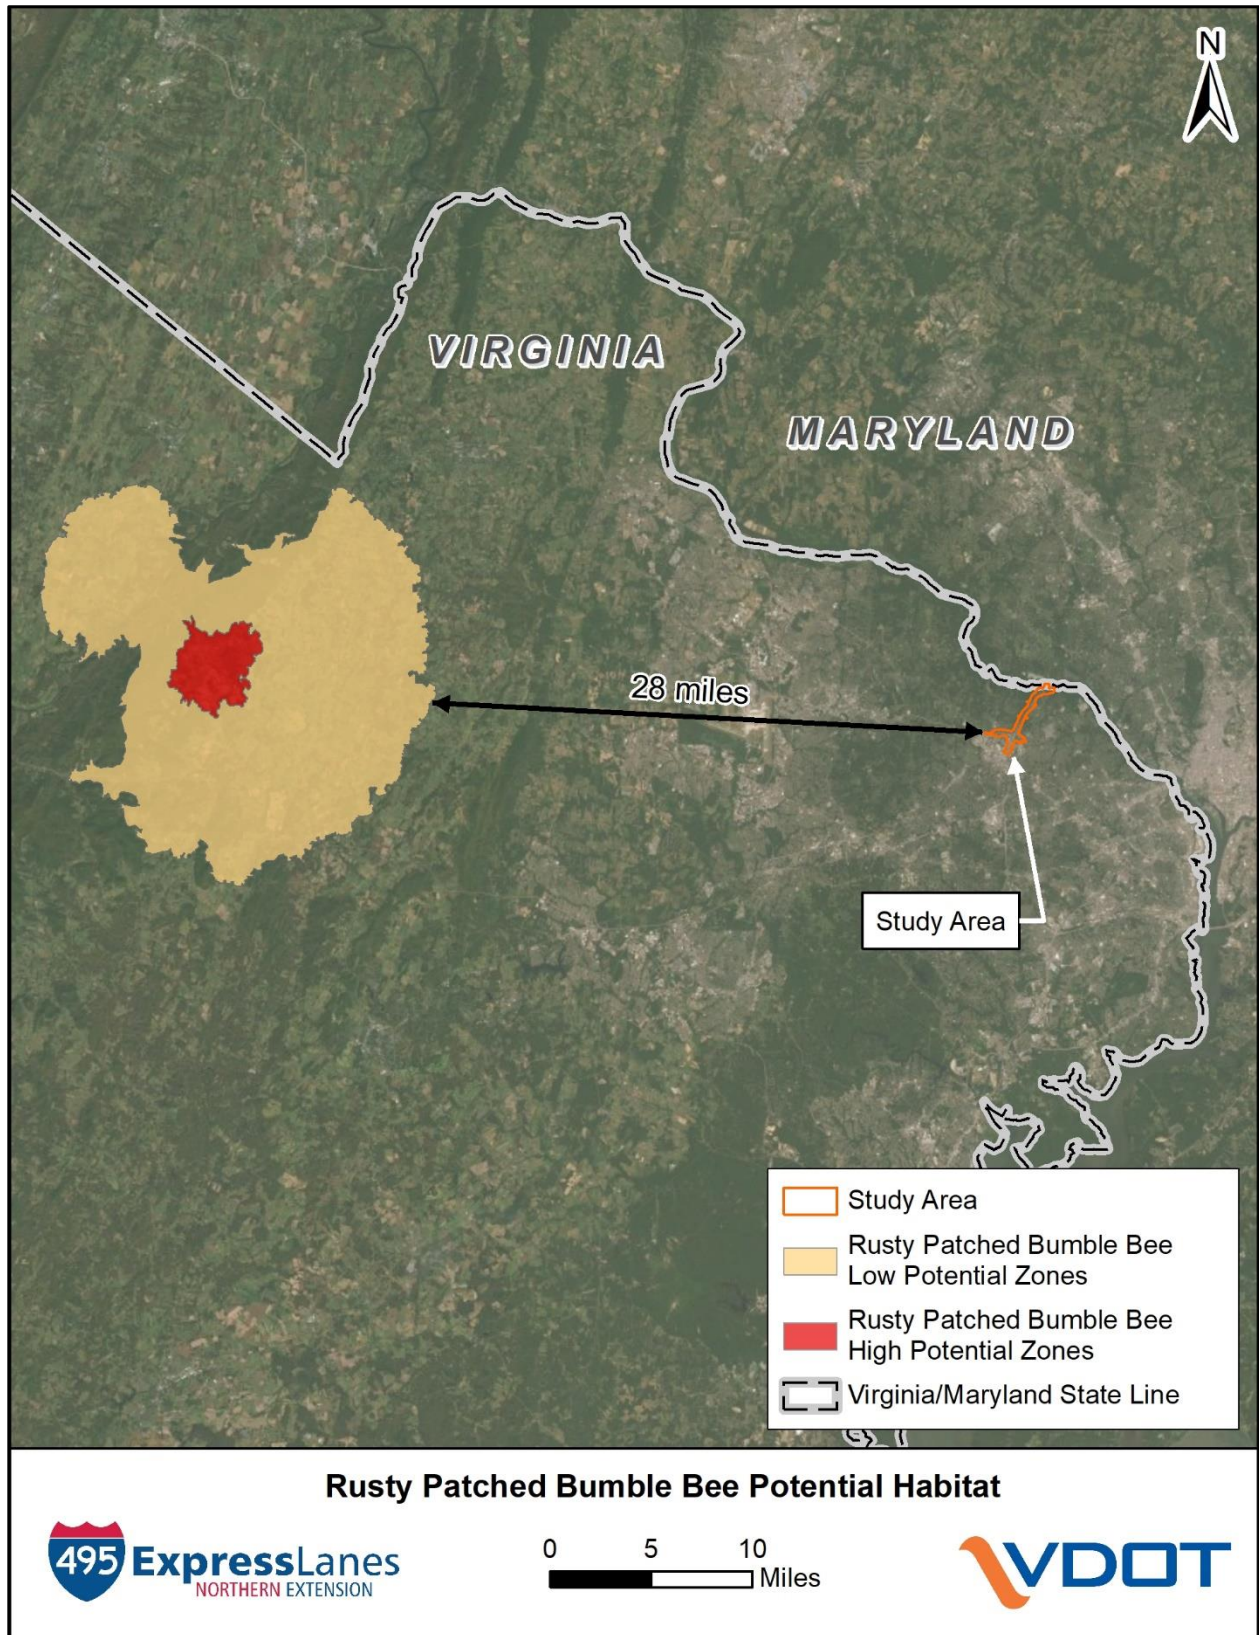 N
VIRGINIA
MARYLAND
28 miles
Study Area
Study Area
Rusty Patched Bumble Bee
Low Potential Zones
Rusty Patched Bumble Bee
High Potential Zones
Virginia/Maryland State Line
Rusty Patched Bumble Bee Potential Habitat
495 ExpressLanes
NORTHERN EXTENSION
0 5 10
Miles
VDOT